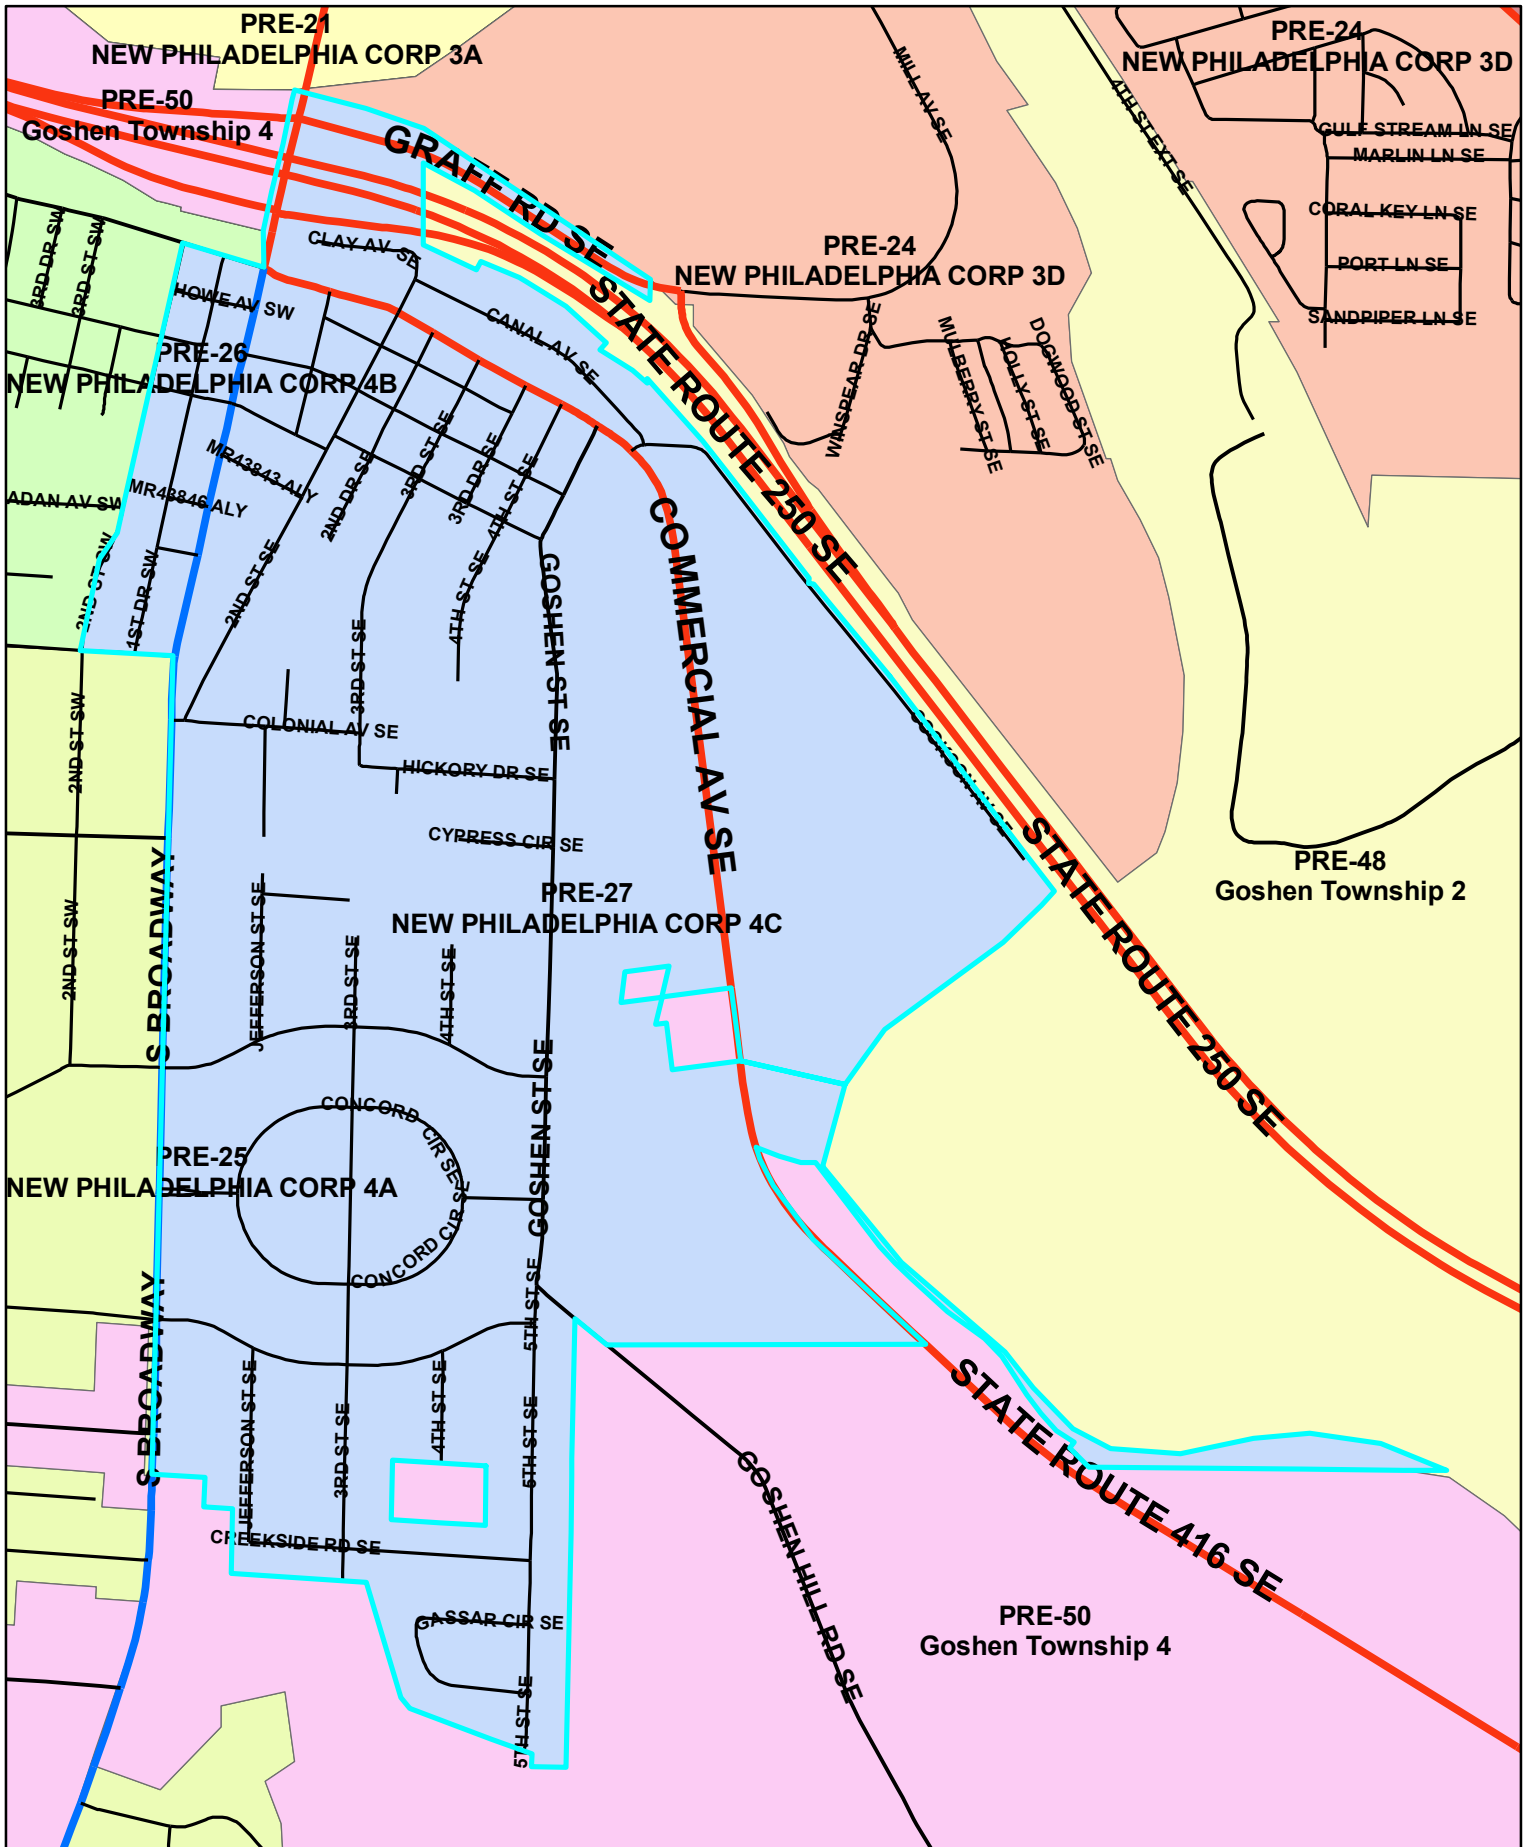 PRE-21
NEW PHILADELPHIA CORP 3A
PRE-24
NEW PHILADELPHIA CORP 3D
PRE-50
Goshen Township 4
GRAFF RD SE
MILL AV SE
4TH ST EXT SE
GULF STREAM LN SE
MARLIN LN SE
CORAL KEY LN SE
PORT LN SE
SANDPIPER LN SE
3RD DR SW
3RD ST SW
CLAY AV SE
PRE-24
NEW PHILADELPHIA CORP 3D
HOWE AV SW
CANAL AV SE
STATE ROUTE 250 SE
WINSPEAR DR SE
MULBERRY ST SE
HOLLY ST SE
DOGWOOD ST SE
PRE-26
NEW PHILADELPHIA CORP 4B
MR43843 ALY
MR43846 ALY
ADAN AV SW
2ND DR SE
3RD ST SE
3RD DR SE
4TH ST SE
2ND ST SW
1ST DR SW
2ND ST SE
4TH ST SE
GOSHEN ST SE
COMMERCIAL AV SE
3RD ST SE
2ND ST SW
COLONIAL AV SE
HICKORY DR SE
CYPRESS CIR SE
STATE ROUTE 250 SE
PRE-48
Goshen Township 2
PRE-27
NEW PHILADELPHIA CORP 4C
S BROADWAY
2ND ST SW
JEFFERSON ST SE
3RD ST SE
4TH ST SE
GOSHEN ST SE
CONCORD CIR SE
CONCORD CIR SE
PRE-25
NEW PHILADELPHIA CORP 4A
S BROADWAY
5TH ST SE
JEFFERSON ST SE
3RD ST SE
4TH ST SE
5TH ST SE
STATE ROUTE 416 SE
GOSHEN HILL RD SE
CREEKSIDE RD SE
GASSAR CIR SE
PRE-50
Goshen Township 4
5TH ST SE